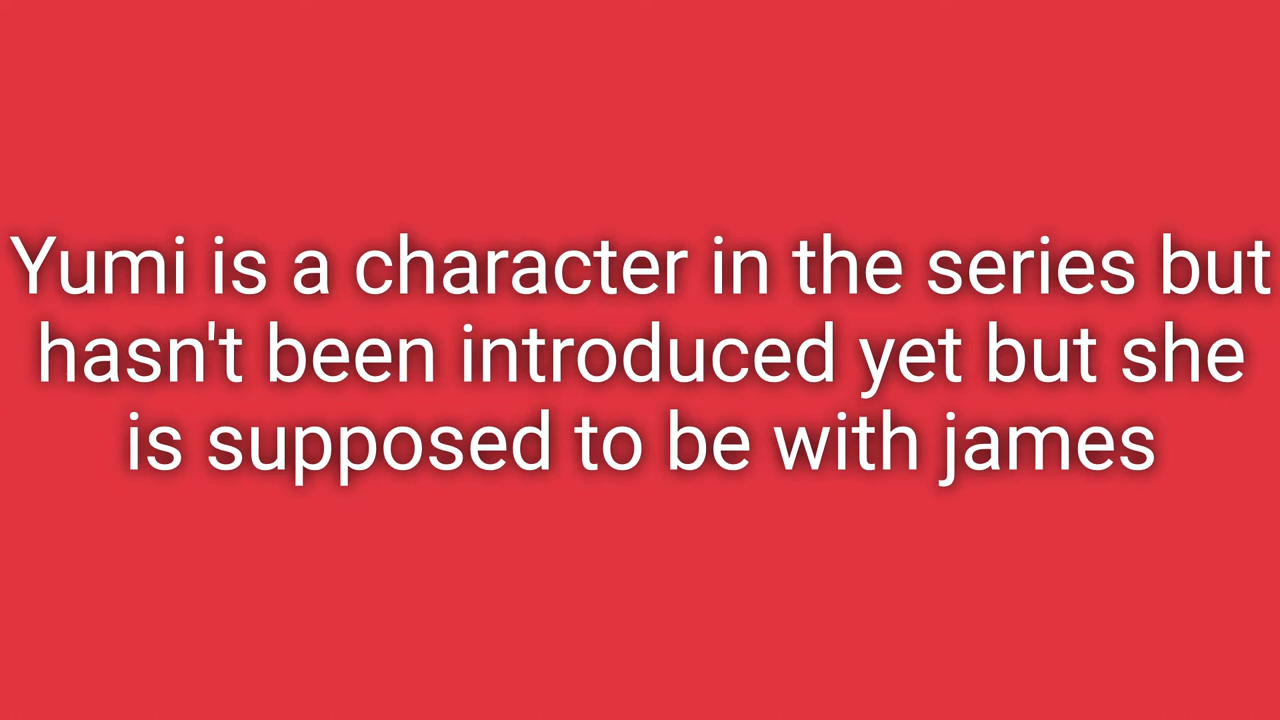 Yumi is a character in the series but
hasn't been introduced yet but she
is supposed to be with james